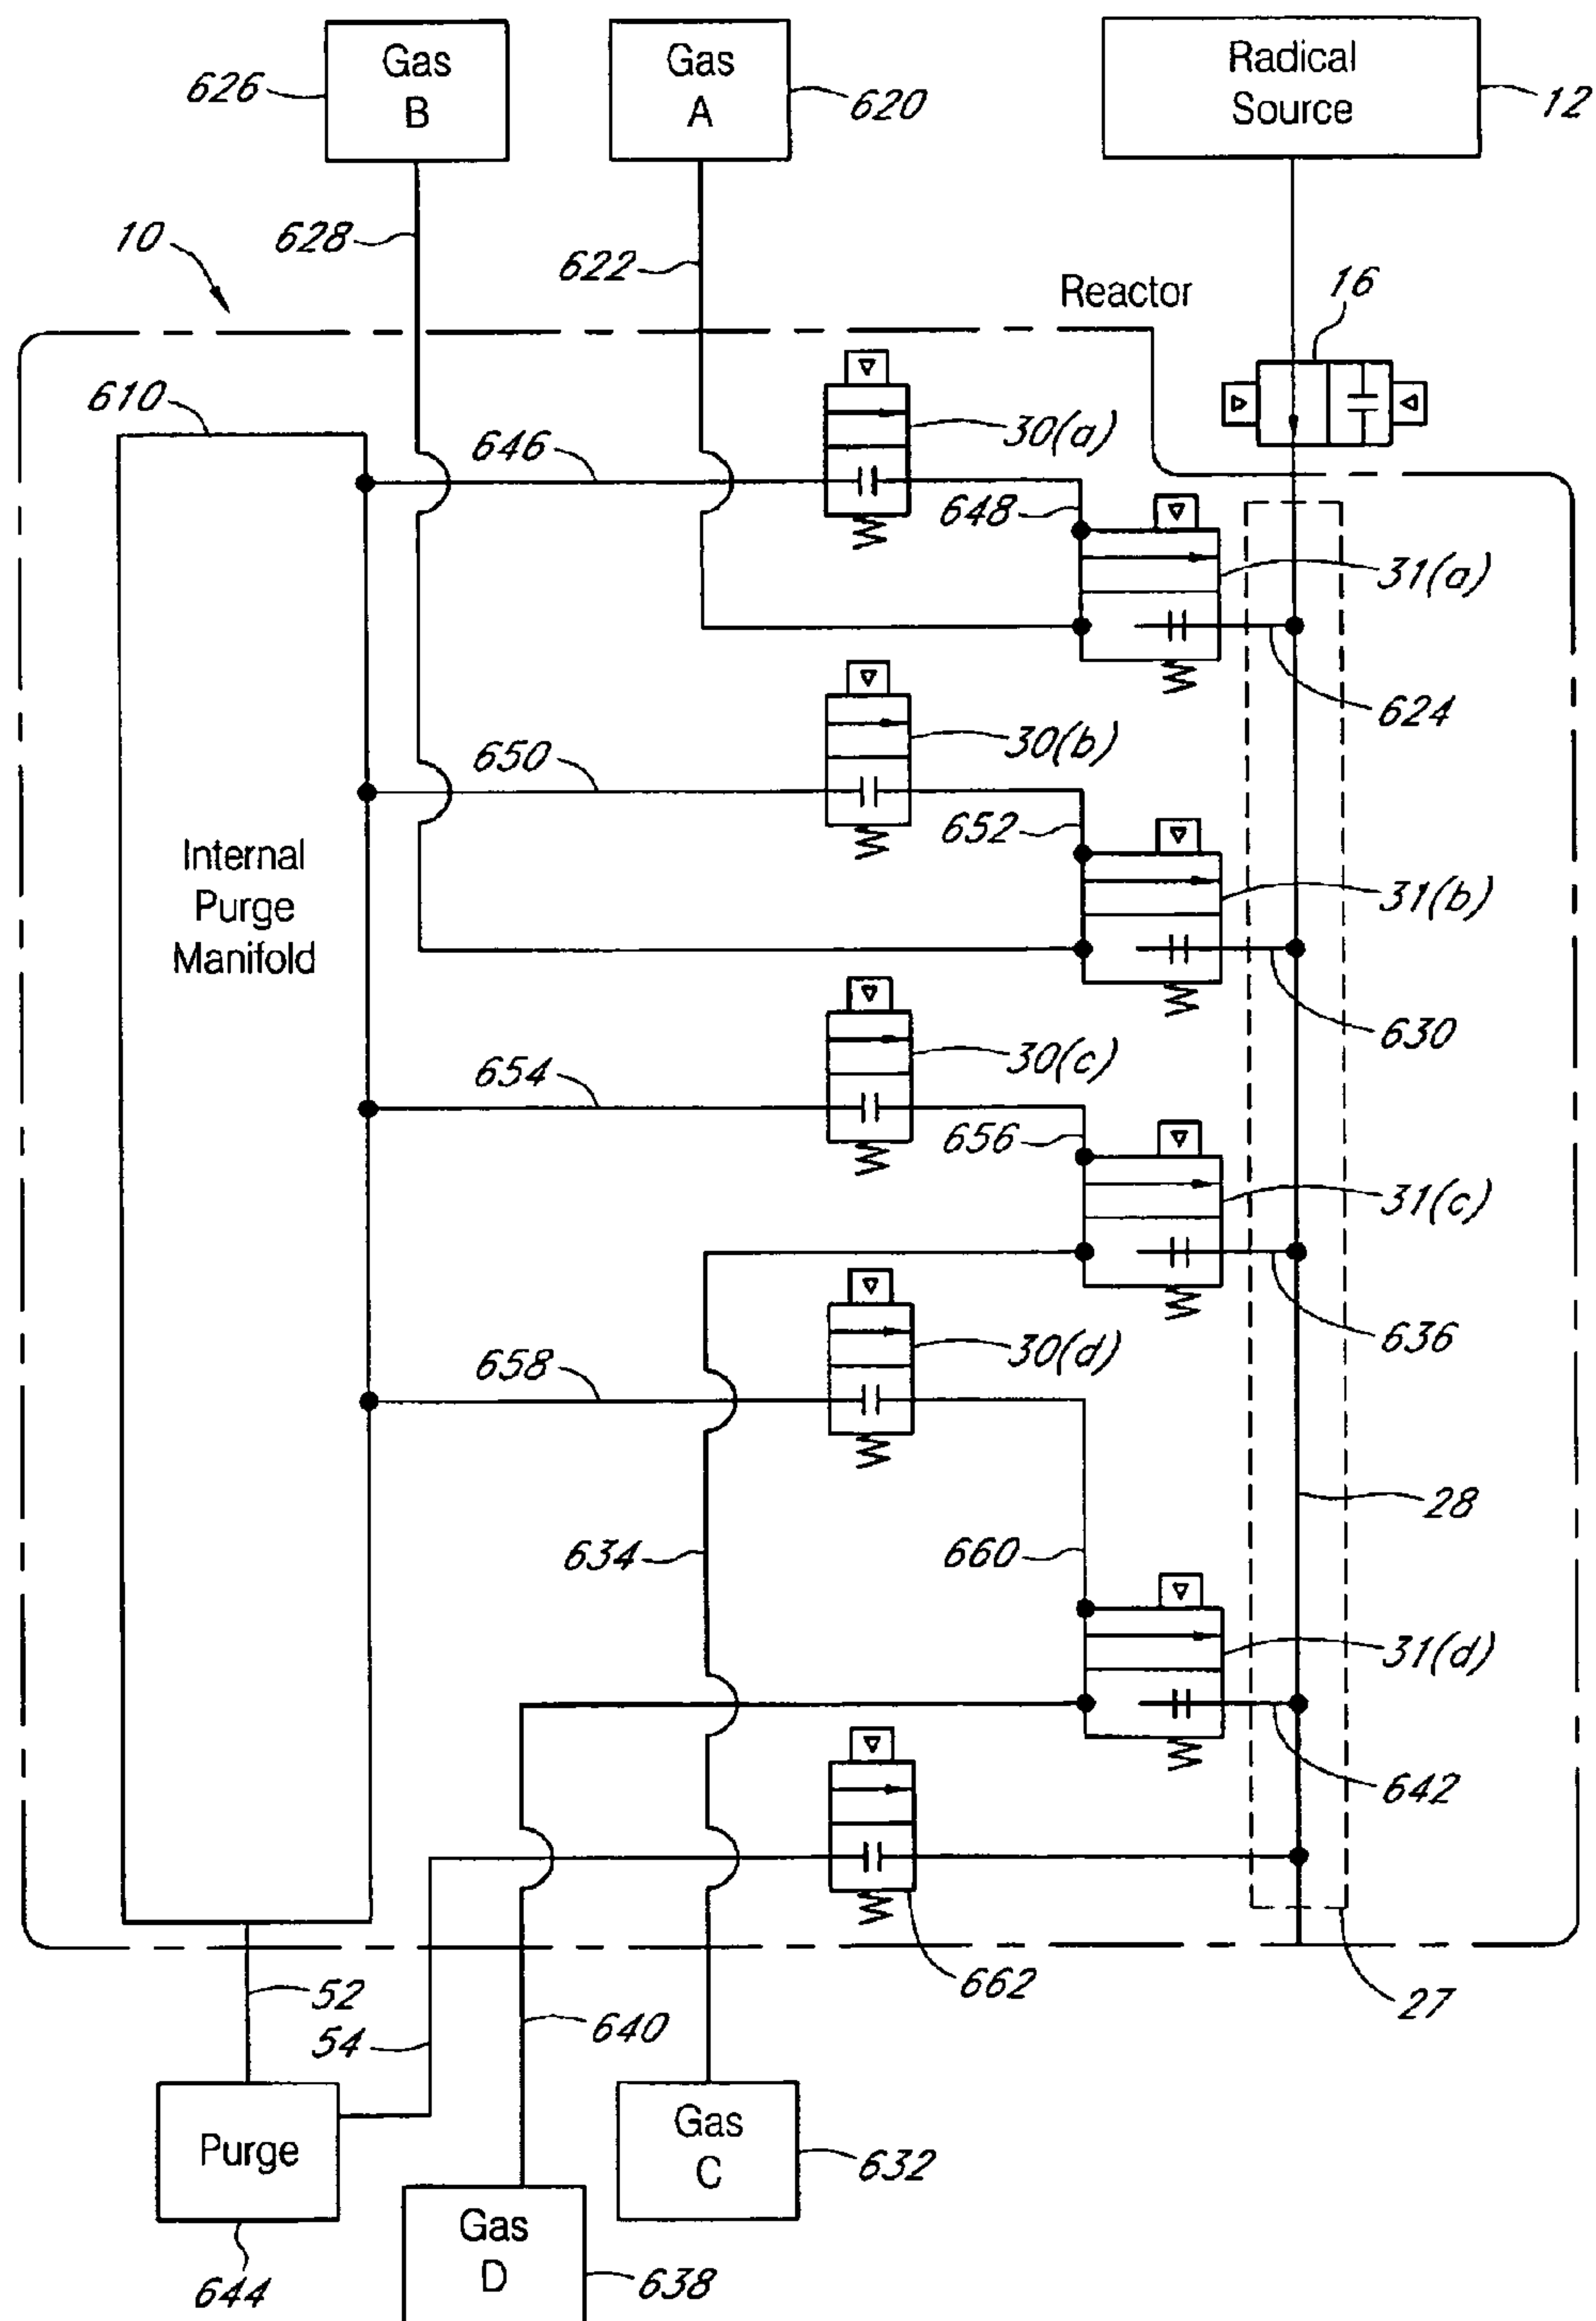 Gas
B
626
Gas
A
620
Radical
Source
12
10
628
622
Reactor
16
610
646
30(a)
648
31(a)
624
30(b)
650
652
31(b)
Internal
Purge
Manifold
630
30(c)
654
656
31(c)
636
30(d)
658
28
634
660
31(d)
642
662
52
27
54
640
Purge
Gas
C
632
644
Gas
D
638